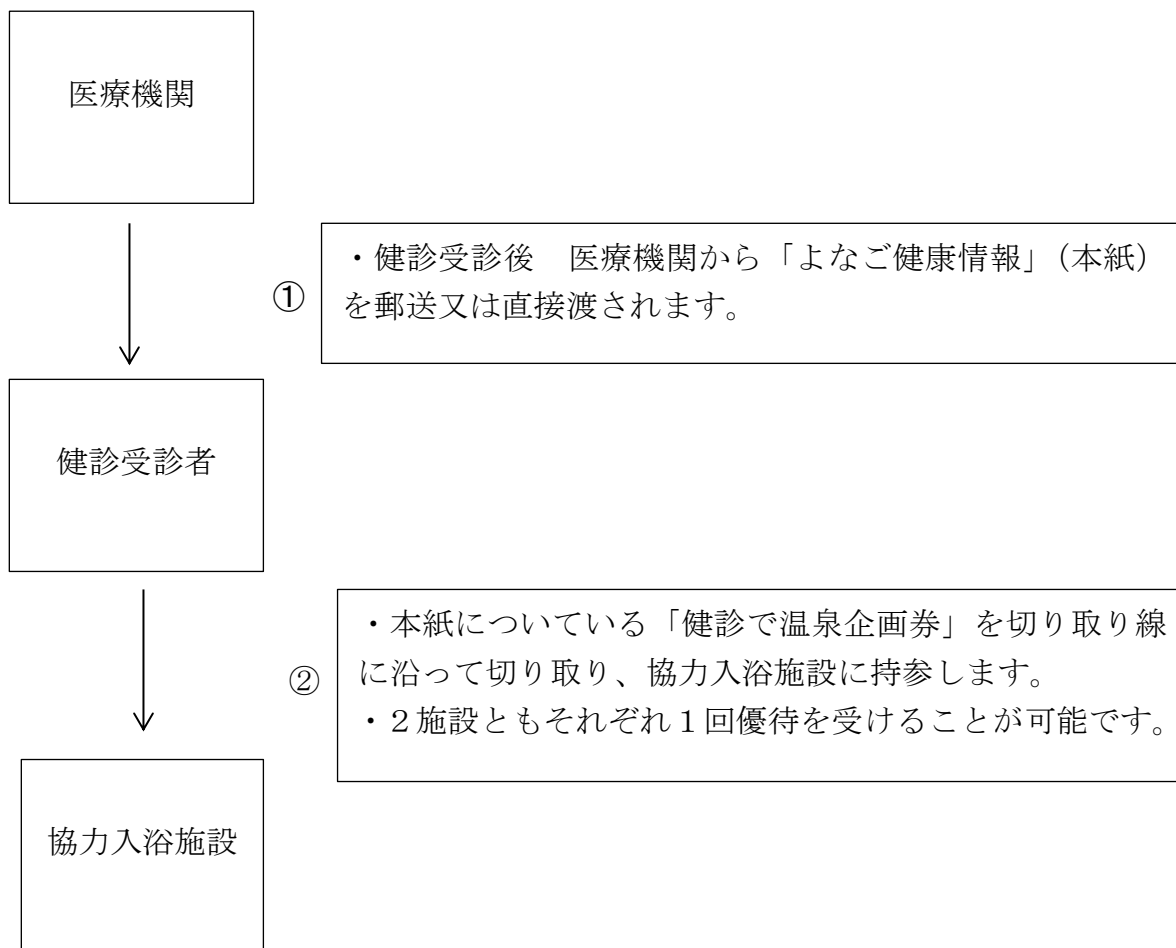 医療機関
①
・健診受診後　医療機関から「よなご健康情報」（本紙）
を郵送又は直接渡されます。
健診受診者
②
・本紙についている「健診で温泉企画券」を切り取り線
に沿って切り取り、協力入浴施設に持参します。
・２施設ともそれぞれ１回優待を受けることが可能です。
協力入浴施設